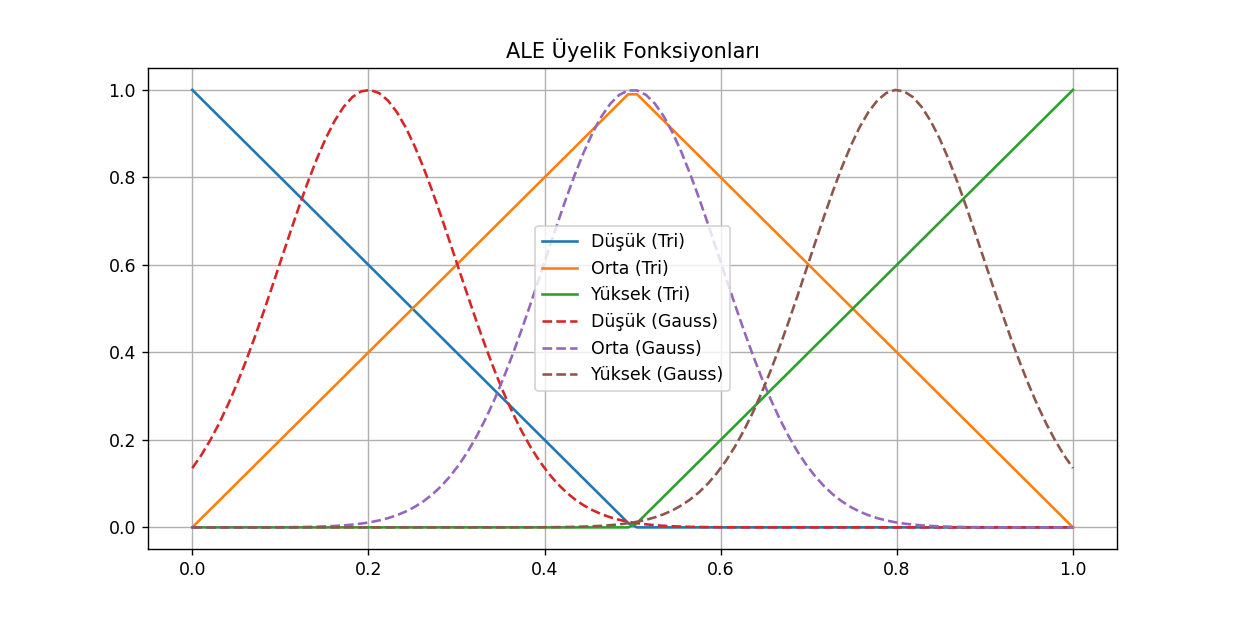 ALE Üyelik Fonksiyonları
1.0
0.8
0.6
0.4
0.2
0.0
Düşük (Tri)
Orta (Tri)
Yüksek (Tri)
Düşük (Gauss)
Orta (Gauss)
Yüksek (Gauss)
0.0 0.2 0.4 0.6 0.8 1.0